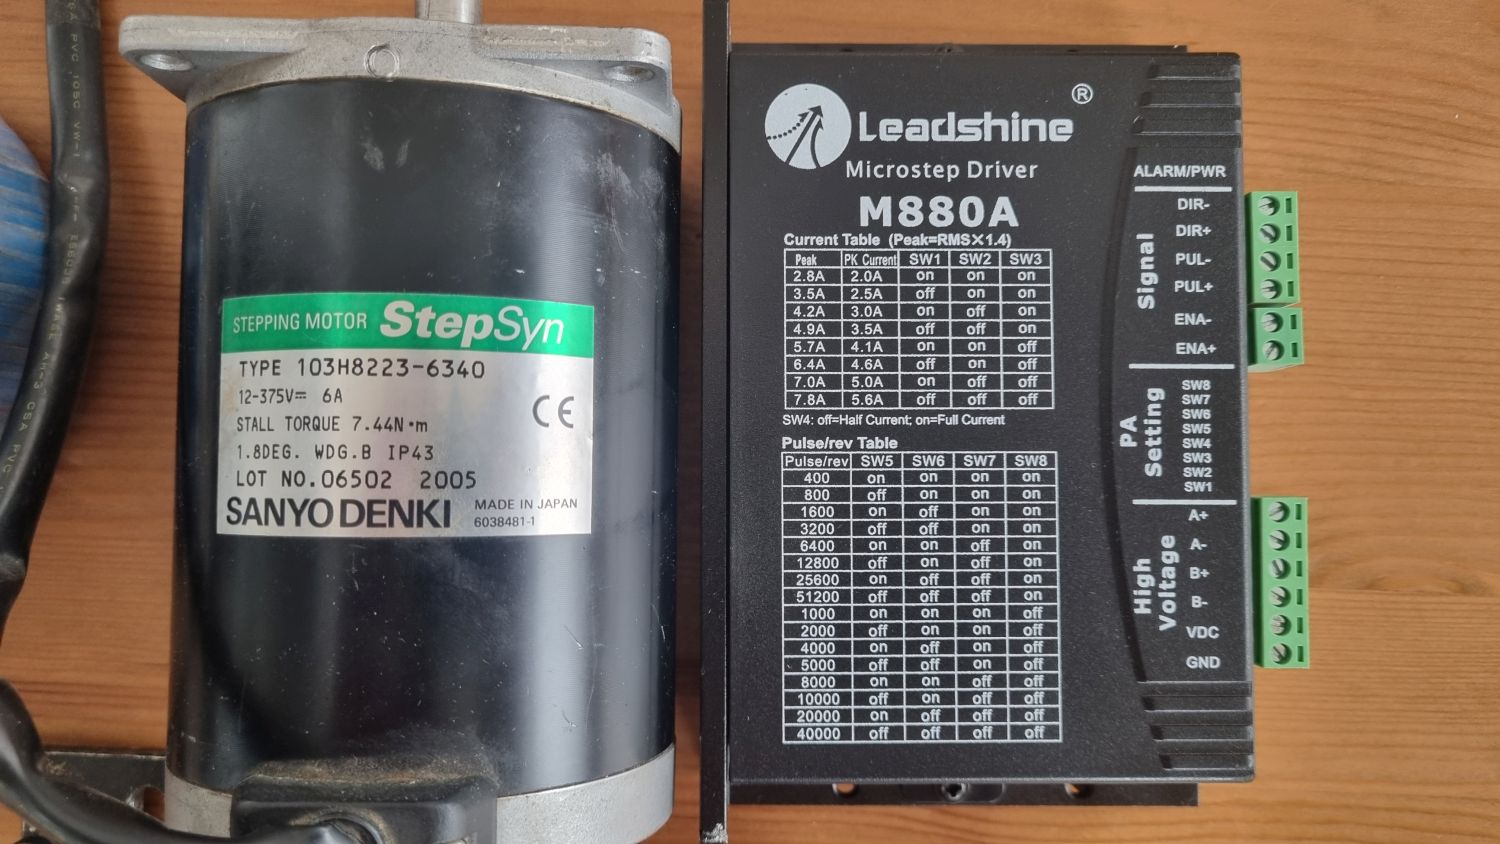 STEPPING MOTOR StepSyn
TYPE 103H8223-6340
12-375V⎓ 6A
STALL TORQUE 7.44N・m
CE
1.8DEG. WDG.B IP43
LOT NO.06502 2005
SANYO DENKI MADE IN JAPAN
6038481-1
Leadshine ®
Microstep Driver
M880A
Current Table (Peak=RMS×1.4)
Peak PK Current SW1 SW2 SW3
2.8A 2.0A on on on
3.5A 2.5A off on on
4.2A 3.0A on off on
4.9A 3.5A off off on
5.7A 4.1A on on off
6.4A 4.6A off on off
7.0A 5.0A on off off
7.8A 5.6A off off off
SW4: off=Half Current; on=Full Current
Pulse/rev Table
Pulse/rev SW5 SW6 SW7 SW8
400 on on on on
800 off on on on
1600 on off on on
3200 off off on on
6400 on on off on
12800 off on off on
25600 on off off on
51200 off off off on
1000 on on on off
2000 off on on off
4000 on off on off
5000 off off on off
8000 on on off off
10000 off on off off
20000 on off off off
40000 off off off off
ALARM/PWR
Signal
DIR-
DIR+
PUL-
PUL+
ENA-
ENA+
PA Setting
SW8
SW7
SW6
SW5
SW4
SW3
SW2
SW1
High Voltage
A+
A-
B+
B-
VDC
GND